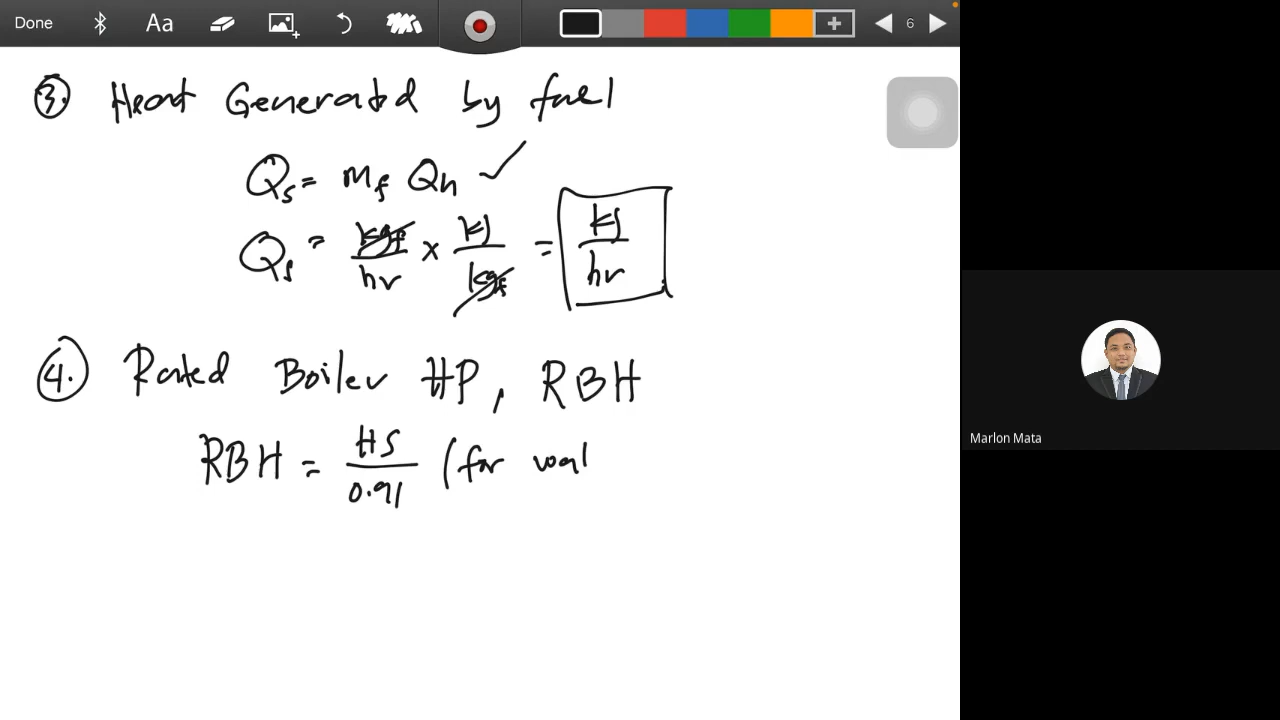 Done Aa 6
3. Heat Generated by fuel
Qs = mf Qh
Qs = kgf/hr x kJ/kgf = kJ/hr
4. Rated Boiler HP, RBH
RBH = HS/0.91 (for wat
Marlon Mata